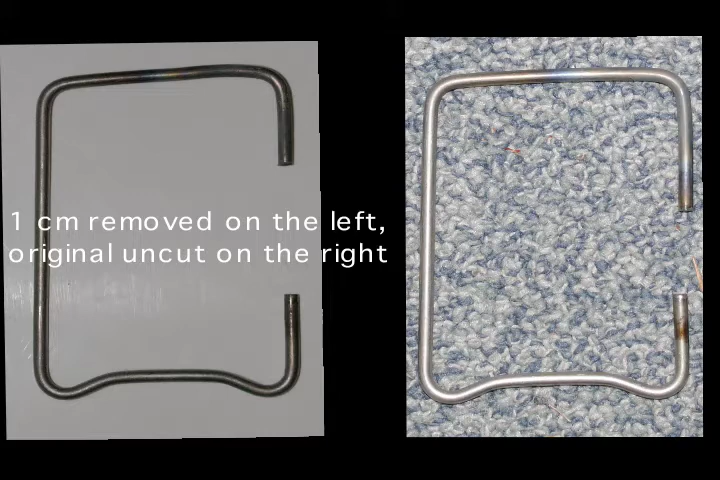 1 cm removed on the left,
original uncut on the right